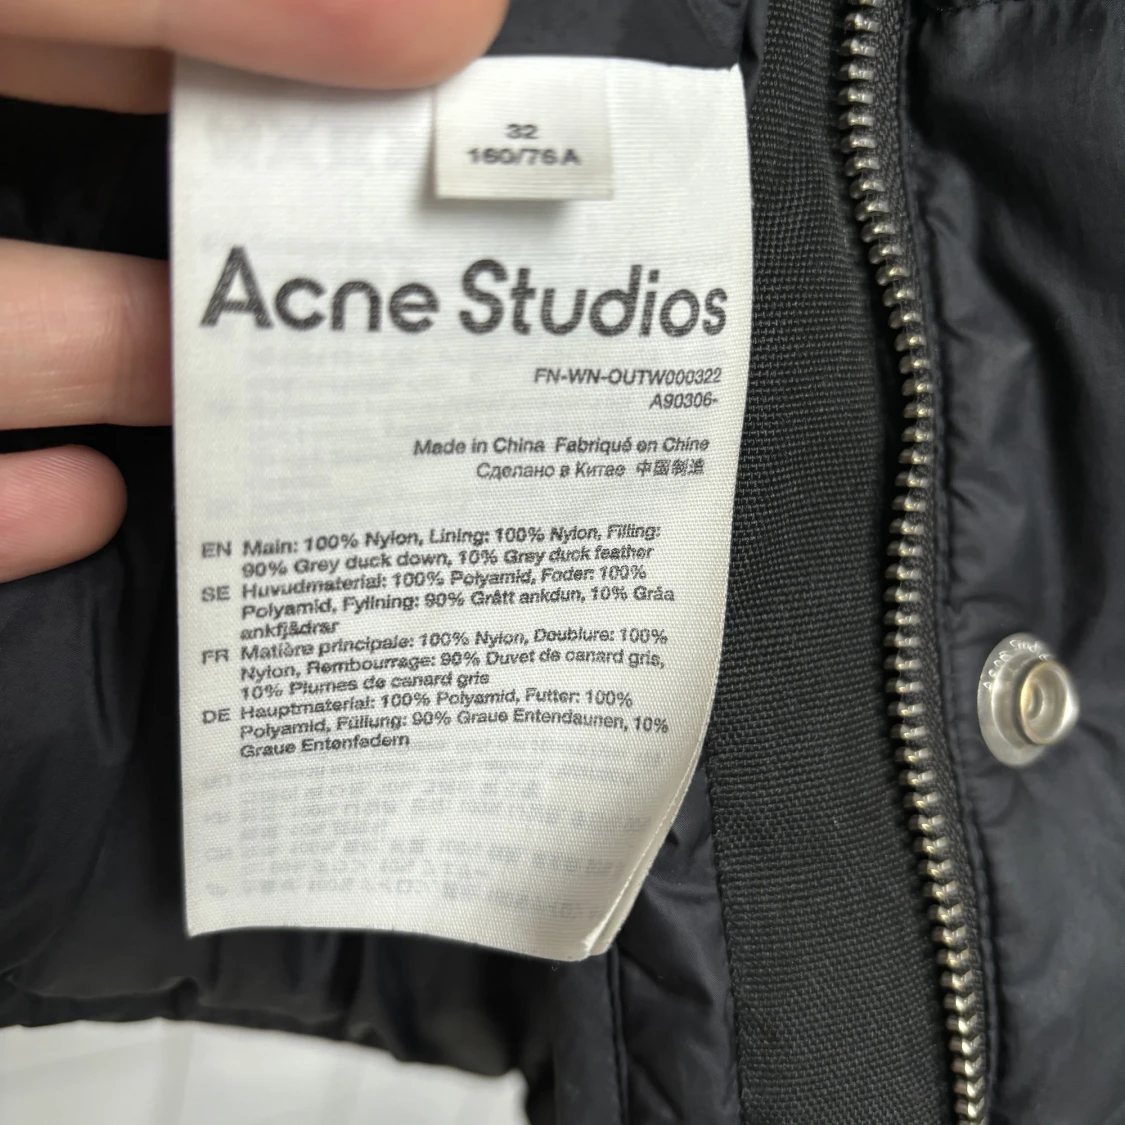 32
160/76A
Acne Studios
FN-WN-OUTW000322
A90306-
Made in China Fabriqué en Chine
Сделано в Китае 中国制造
EN Main: 100% Nylon, Lining: 100% Nylon, Filling:
90% Grey duck down, 10% Grey duck feather
SE Huvudmaterial: 100% Polyamid, Foder: 100%
Polyamid, Fyllning: 90% Grått ankdun, 10% Gråa
ankfjädrar
FR Matière principale: 100% Nylon, Doublure: 100%
Nylon, Rembourrage: 90% Duvet de canard gris,
10% Plumes de canard gris
DE Hauptmaterial: 100% Polyamid, Futter: 100%
Polyamid, Füllung: 90% Graue Entendaunen, 10%
Graue Entenfedern
Acne Studios